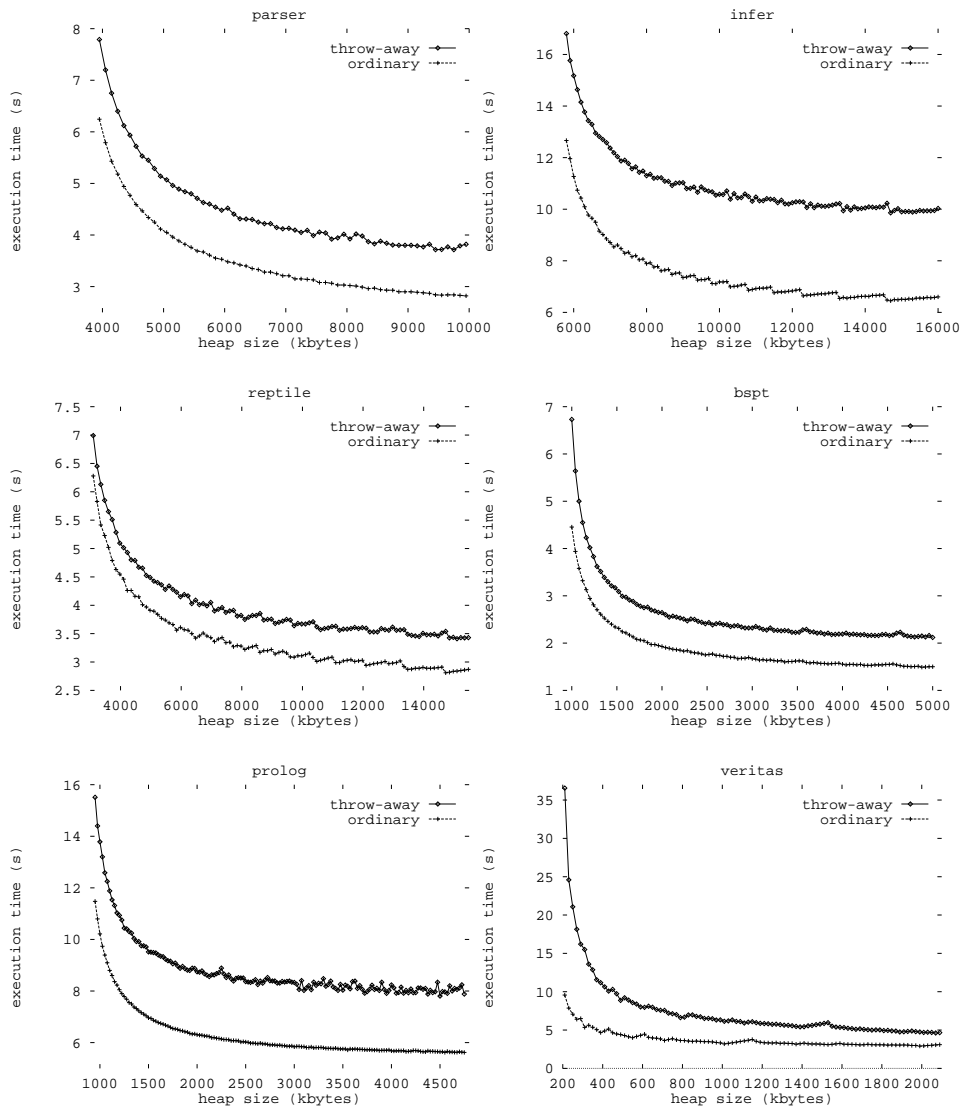 parser
8
7
6
5
4
3
execution time (s)
throw-away
ordinary
4000 5000 6000 7000 8000 9000 10000
heap size (kbytes)
infer
16
14
12
10
8
6
execution time (s)
throw-away
ordinary
6000 8000 10000 12000 14000 16000
heap size (kbytes)
reptile
7.5
7
6.5
6
5.5
5
4.5
4
3.5
3
2.5
execution time (s)
throw-away
ordinary
4000 6000 8000 10000 12000 14000
heap size (kbytes)
bspt
7
6
5
4
3
2
1
execution time (s)
throw-away
ordinary
1000 1500 2000 2500 3000 3500 4000 4500 5000
heap size (kbytes)
prolog
16
14
12
10
8
6
execution time (s)
throw-away
ordinary
1000 1500 2000 2500 3000 3500 4000 4500
heap size (kbytes)
veritas
35
30
25
20
15
10
5
0
execution time (s)
throw-away
ordinary
200 400 600 800 1000 1200 1400 1600 1800 2000
heap size (kbytes)